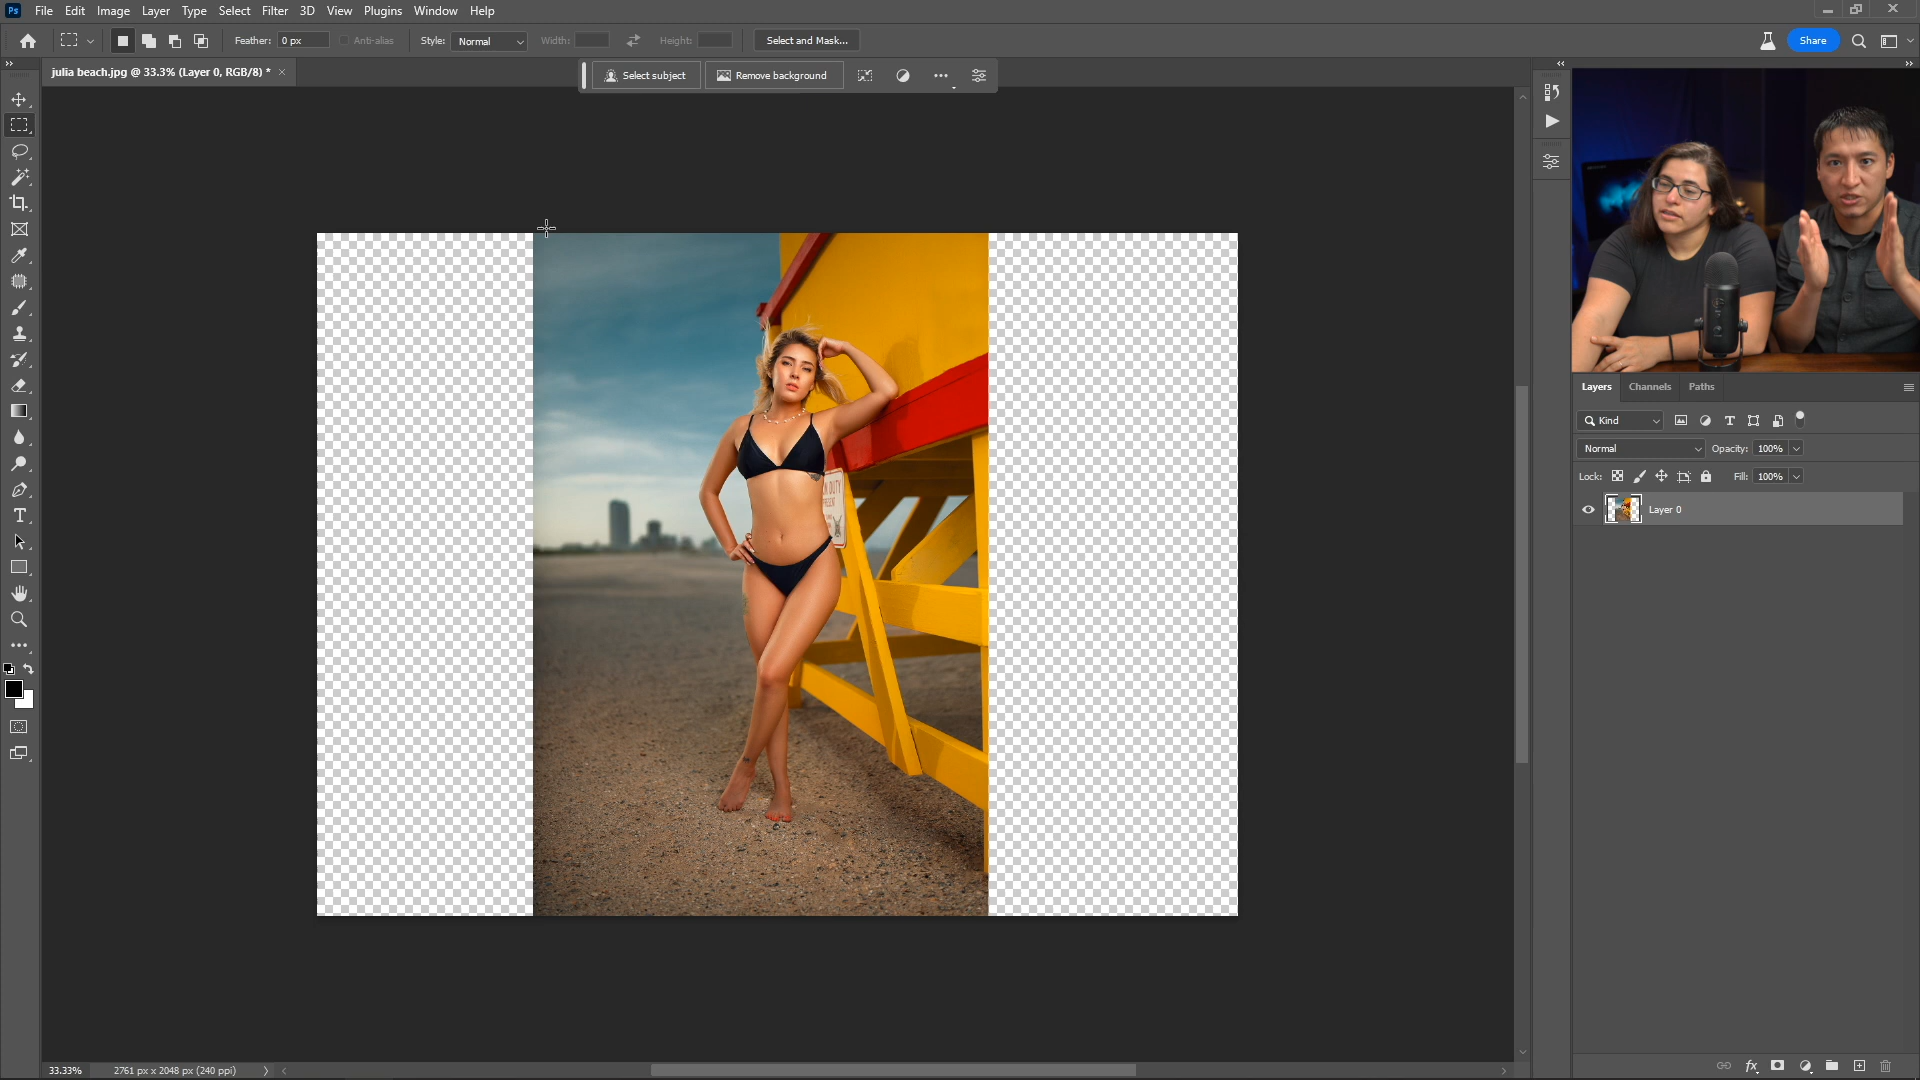 Ps File Edit Image Layer Type Select Filter 3D View Plugins Window Help
Feather: 0 px Anti-alias Style: Normal Width: Height: Select and Mask... Share
julia beach.jpg @ 33.3% (Layer 0, RGB/8) * ×
Select subject Remove background
Layers Channels Paths
Kind
Normal Opacity: 100%
Lock: Fill: 100%
Layer 0
DUTY
33.33% 2761 px x 2048 px (240 ppi)
fx